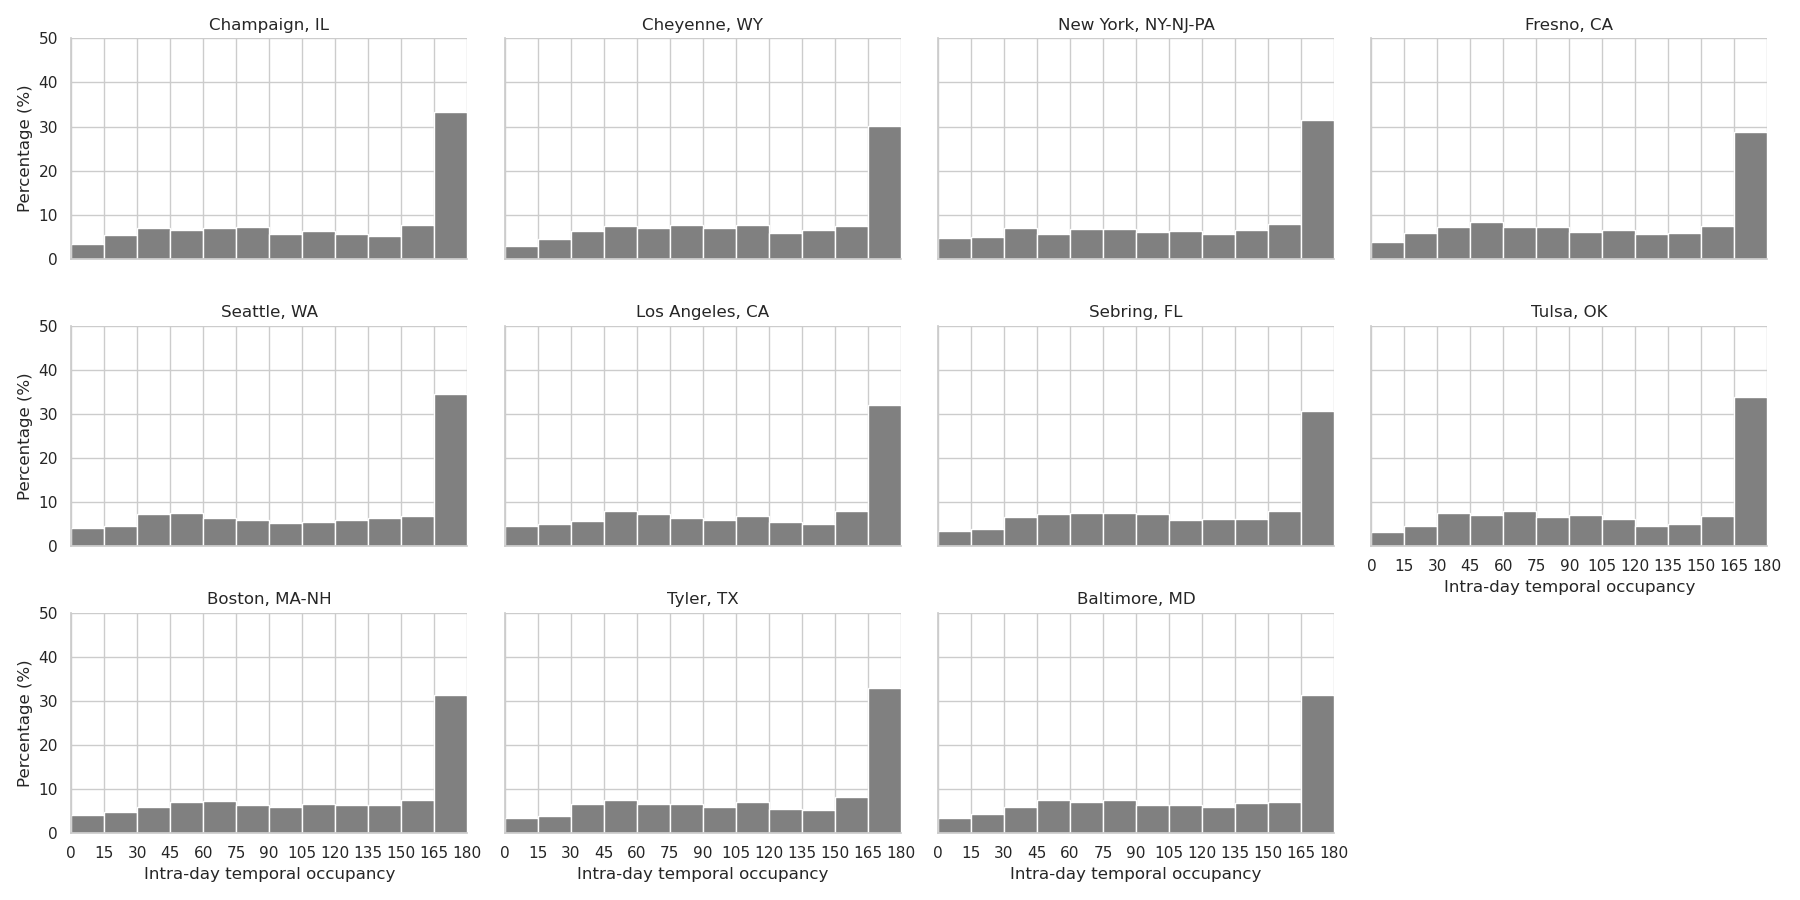 Champaign, IL
Cheyenne, WY
New York, NY-NJ-PA
Fresno, CA
50
40
30
20
10
0
Percentage (%)
Seattle, WA
Los Angeles, CA
Sebring, FL
Tulsa, OK
50
40
30
20
10
0
Percentage (%)
0 15 30 45 60 75 90 105 120 135 150 165 180
Intra-day temporal occupancy
Boston, MA-NH
Tyler, TX
Baltimore, MD
50
40
30
20
10
0
Percentage (%)
0 15 30 45 60 75 90 105 120 135 150 165 180
Intra-day temporal occupancy
0 15 30 45 60 75 90 105 120 135 150 165 180
Intra-day temporal occupancy
0 15 30 45 60 75 90 105 120 135 150 165 180
Intra-day temporal occupancy